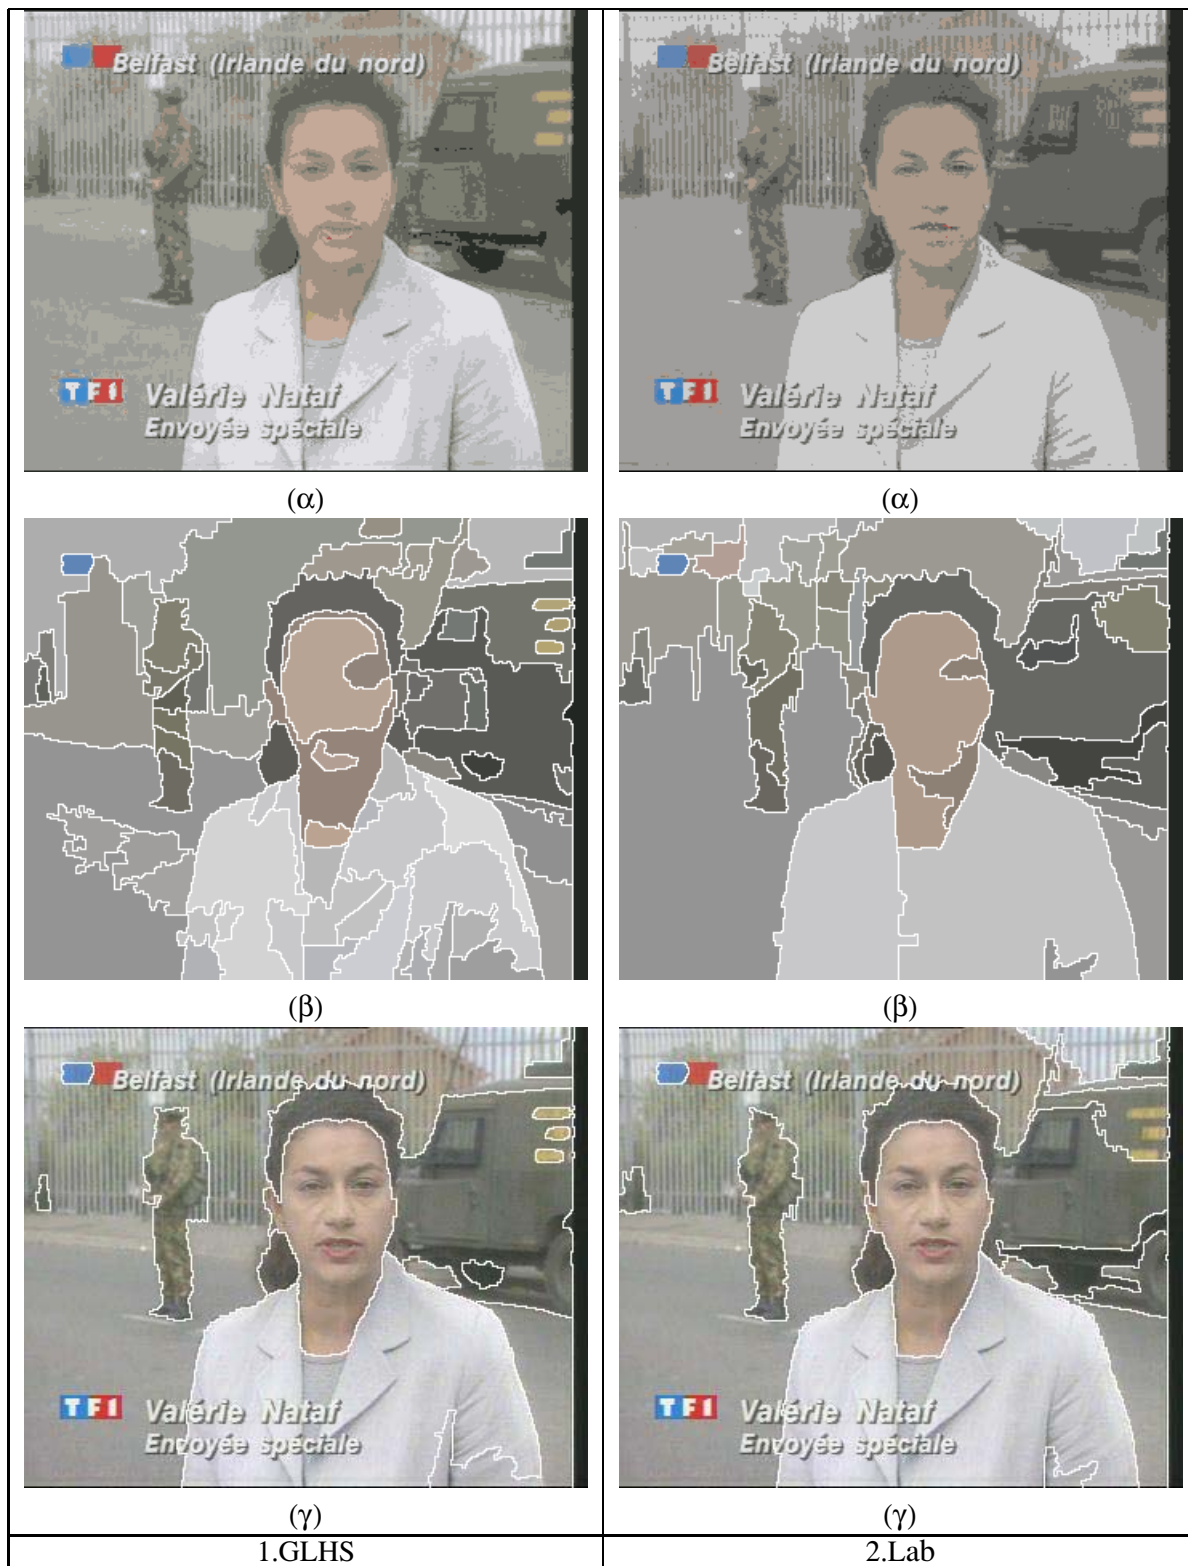 Belfast (Irlande du nord)
Belfast (Irlande du nord)
TF1
Valérie Nataf
Envoyée spéciale
TF1
Valérie Nataf
Envoyée spéciale
(α)
(α)
(β)
(β)
Belfast (Irlande du nord)
Belfast (Irlande du nord)
TF1
Valérie Nataf
Envoyée spéciale
TF1
Valérie Nataf
Envoyée spéciale
(γ)
(γ)
1.GLHS
2.Lab